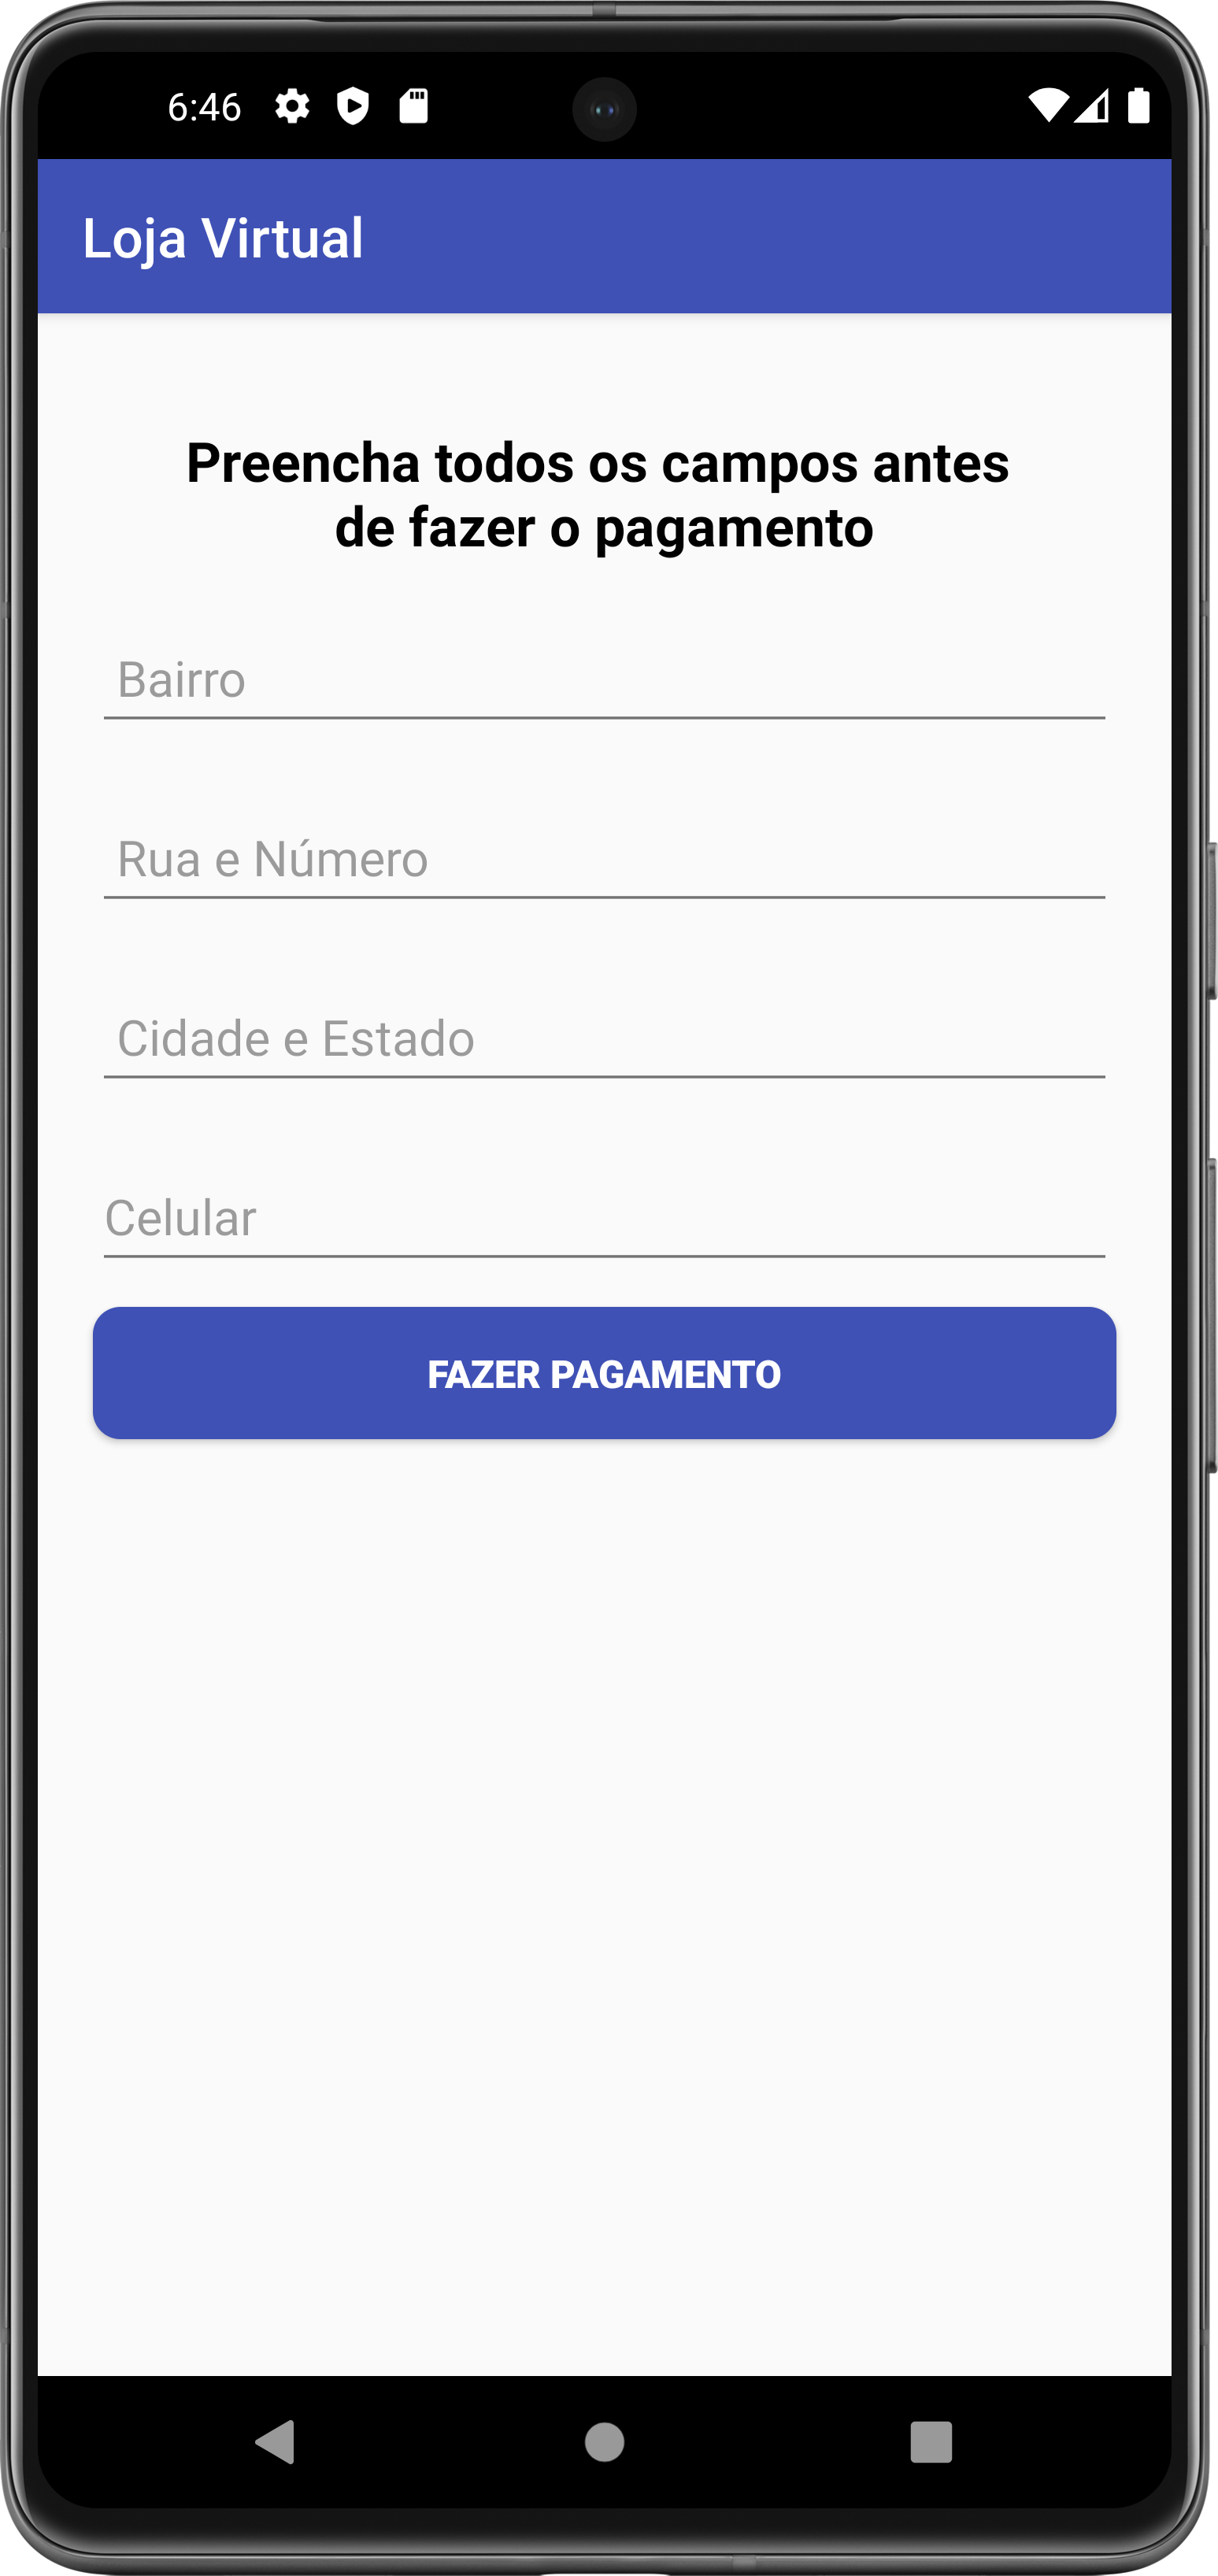 6:46
Loja Virtual
Preencha todos os campos antes
de fazer o pagamento
Bairro
Rua e Número
Cidade e Estado
Celular
FAZER PAGAMENTO